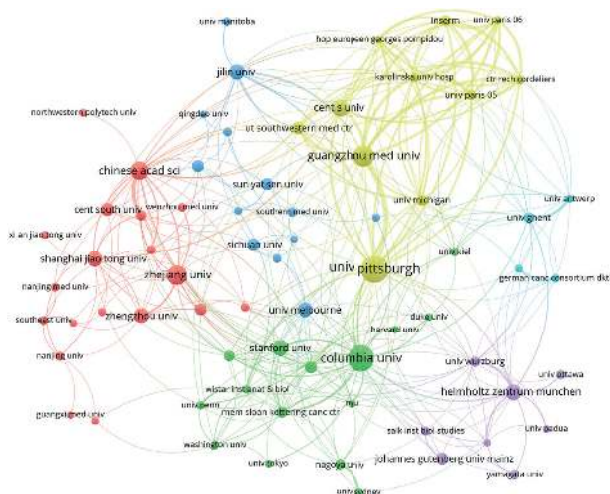 univ manitoba
inserm
univ paris 06
hop europeen georges pompidou
jilin univ
karolinska univ hosp
ctr rech cordeliers
univ paris 05
northwestern polytech univ
qingdao univ
cent s univ
ut southwestern med ctr
guangzhou med univ
chinese acad sci
sun yat sen univ
univ michigan
univ antwerp
cent south univ
wenzhou med univ
southern med univ
univ ghent
xi an jiao tong univ
sichuan univ
univ kiel
shanghai jiao tong univ
zhejiang univ
univ pittsburgh
german canc consortium dkt
nanjing med univ
southeast univ
zhengzhou univ
univ melbourne
duke univ
harvard univ
nanjing univ
stanford univ
columbia univ
univ wurzburg
univ ottawa
wistar inst anat & biol
helmholtz zentrum munchen
univ penn
mem sloan kettering canc ctr
nju
guangxi med univ
salk inst biol studies
univ padua
washington univ
johannes gutenberg univ mainz
univ tokyo
nagoya univ
yamagata univ
univ sydney